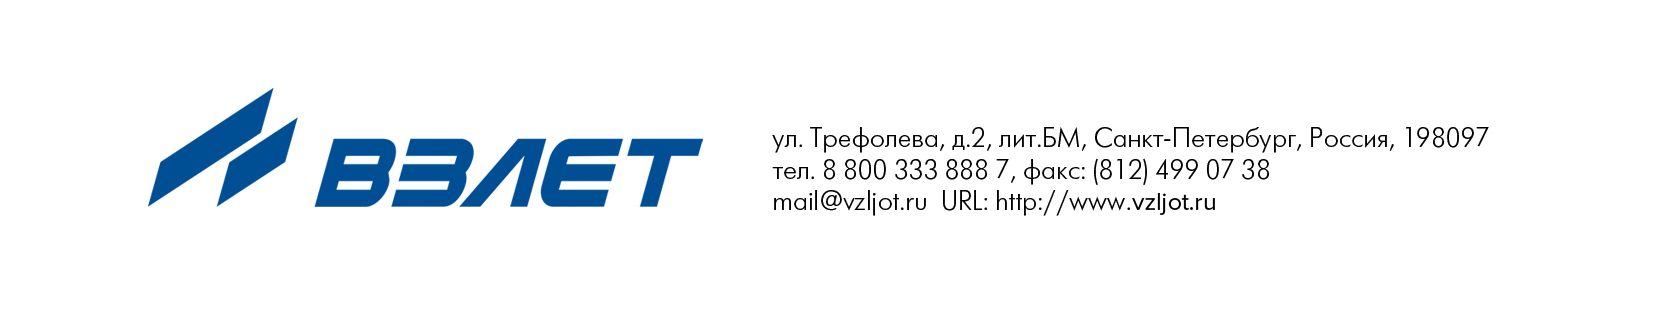 ВЗЛЕТ
ул. Трефолева, д.2, лит.БМ, Санкт-Петербург, Россия, 198097
тел. 8 800 333 888 7, факс: (812) 499 07 38
mail@vzljot.ru  URL: http://www.vzljot.ru